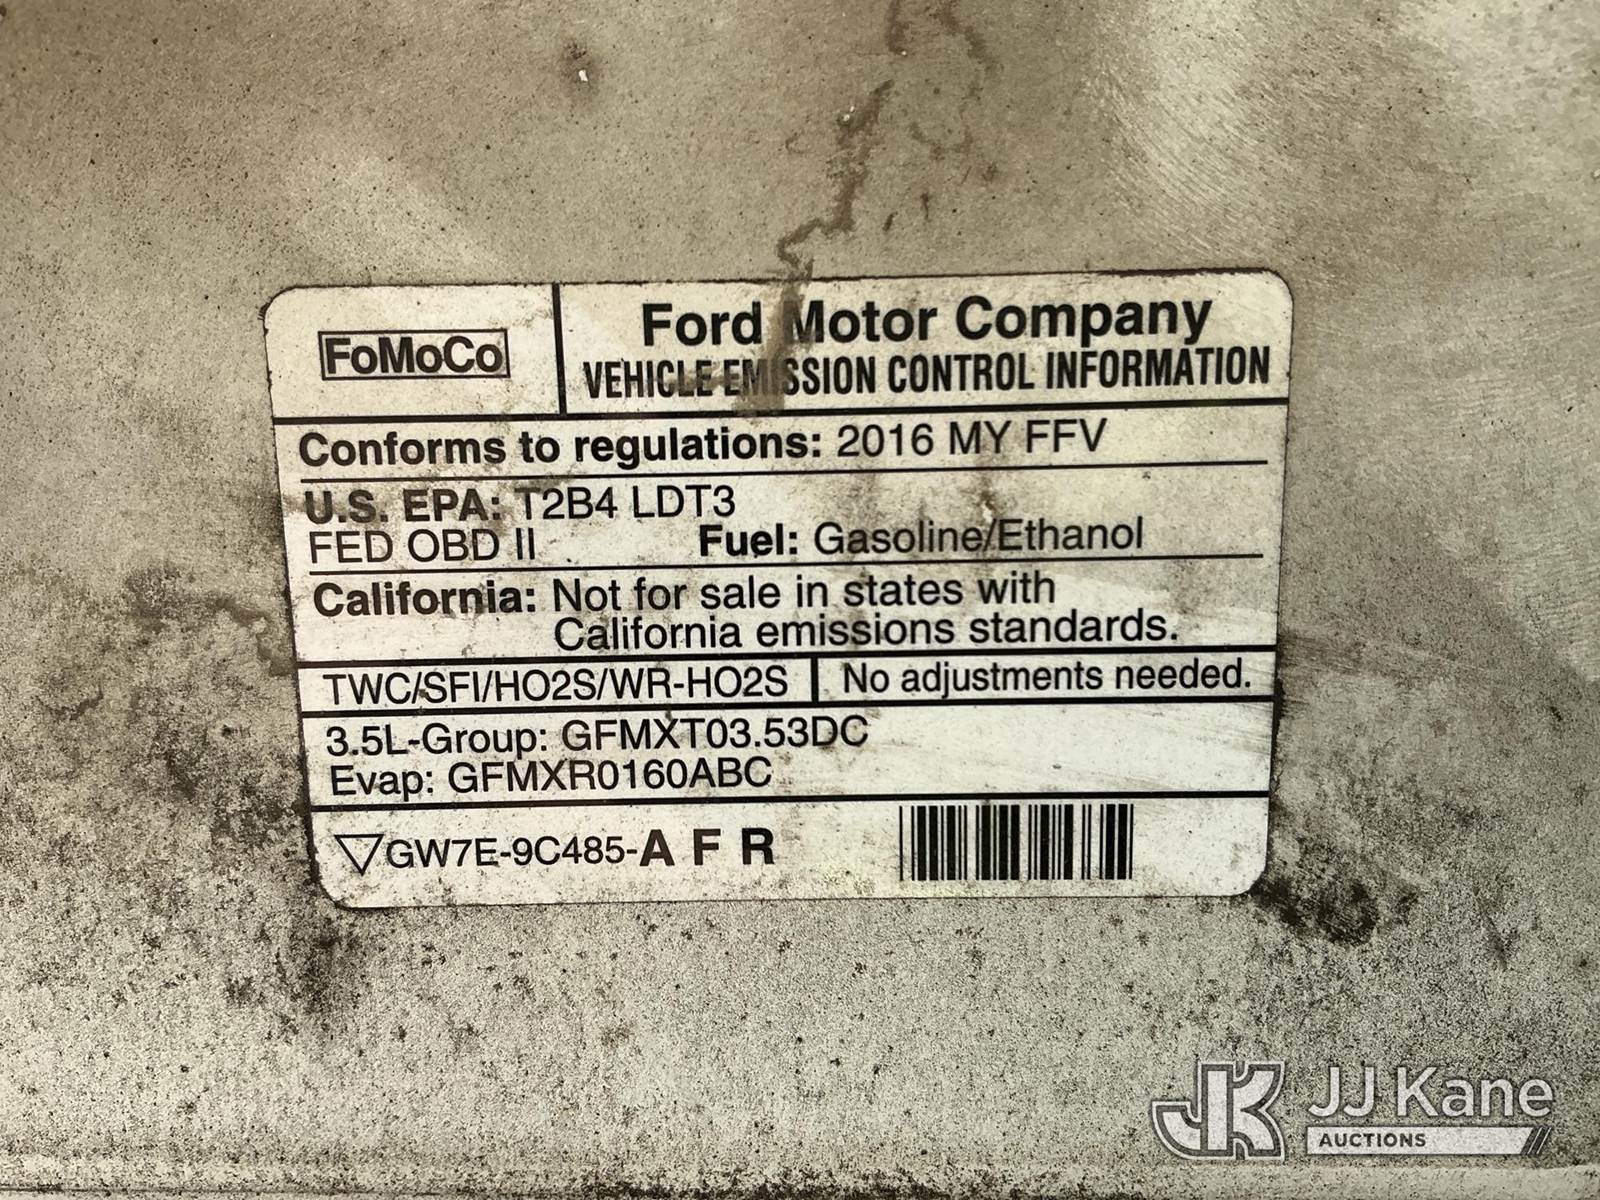 FoMoCo
Ford Motor Company
VEHICLE EMISSION CONTROL INFORMATION
Conforms to regulations: 2016 MY FFV
U.S. EPA: T2B4 LDT3
FED OBD II Fuel: Gasoline/Ethanol
California: Not for sale in states with
California emissions standards.
TWC/SFI/HO2S/WR-HO2S No adjustments needed.
3.5L-Group: GFMXT03.53DC
Evap: GFMXR0160ABC
GW7E-9C485-A F R
JK JJ Kane
AUCTIONS